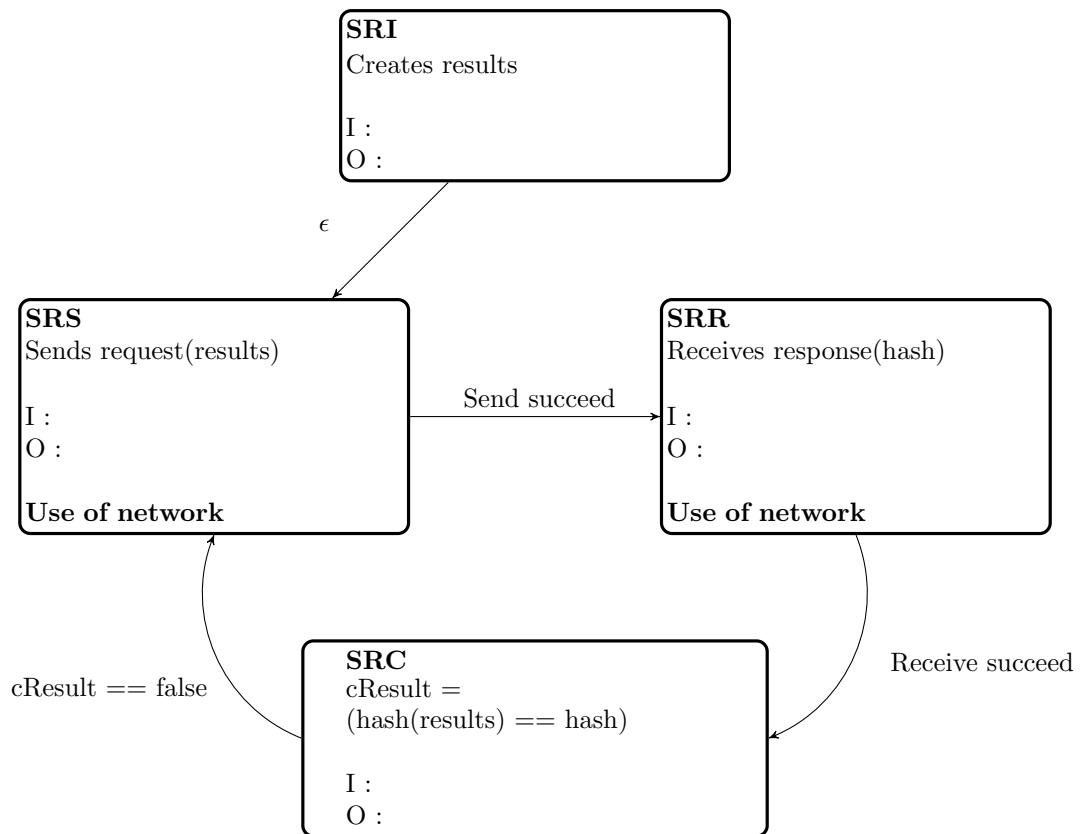 SRI
Creates results
I :
O :
ϵ
SRS
Sends request(results)
I :
O :
Use of network
Send succeed
SRR
Receives response(hash)
I :
O :
Use of network
cResult == false
Receive succeed
SRC
cResult =
(hash(results) == hash)
I :
O :